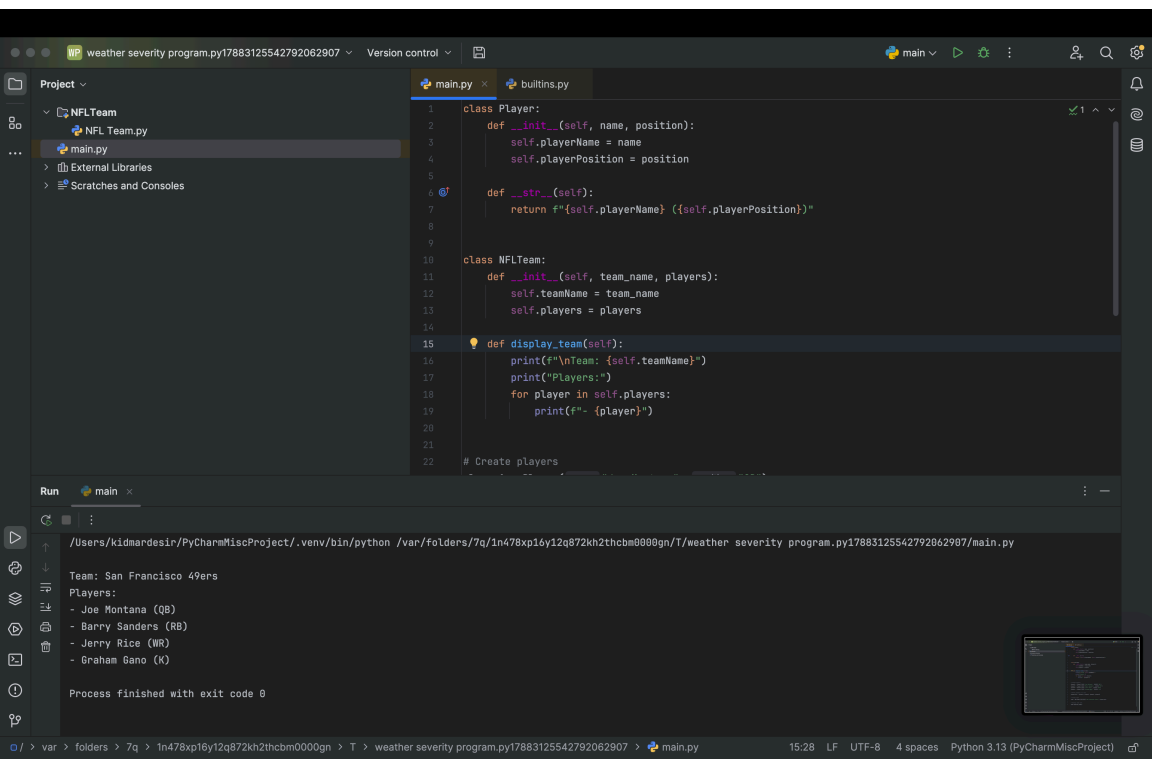 WP weather severity program.py17883125542792062907 Version control main
Project
main.py builtins.py
NFLTeam
NFL Team.py
main.py
External Libraries
Scratches and Consoles
1 class Player:
2 def __init__(self, name, position):
3 self.playerName = name
4 self.playerPosition = position
5
6 def __str__(self):
7 return f"{self.playerName} ({self.playerPosition})"
8
9
10 class NFLTeam:
11 def __init__(self, team_name, players):
12 self.teamName = team_name
13 self.players = players
14
15 def display_team(self):
16 print(f"\nTeam: {self.teamName}")
17 print("Players:")
18 for player in self.players:
19 print(f"- {player}")
20
21
22 # Create players
1
Run main
/Users/kidmardesir/PyCharmMiscProject/.venv/bin/python /var/folders/7q/1n478xp16y12q872kh2thcbm0000gn/T/weather severity program.py17883125542792062907/main.py
Team: San Francisco 49ers
Players:
- Joe Montana (QB)
- Barry Sanders (RB)
- Jerry Rice (WR)
- Graham Gano (K)
Process finished with exit code 0
/ > var > folders > 7q > 1n478xp16y12q872kh2thcbm0000gn > T > weather severity program.py17883125542792062907 > main.py 15:28 LF UTF-8 4 spaces Python 3.13 (PyCharmMiscProject)